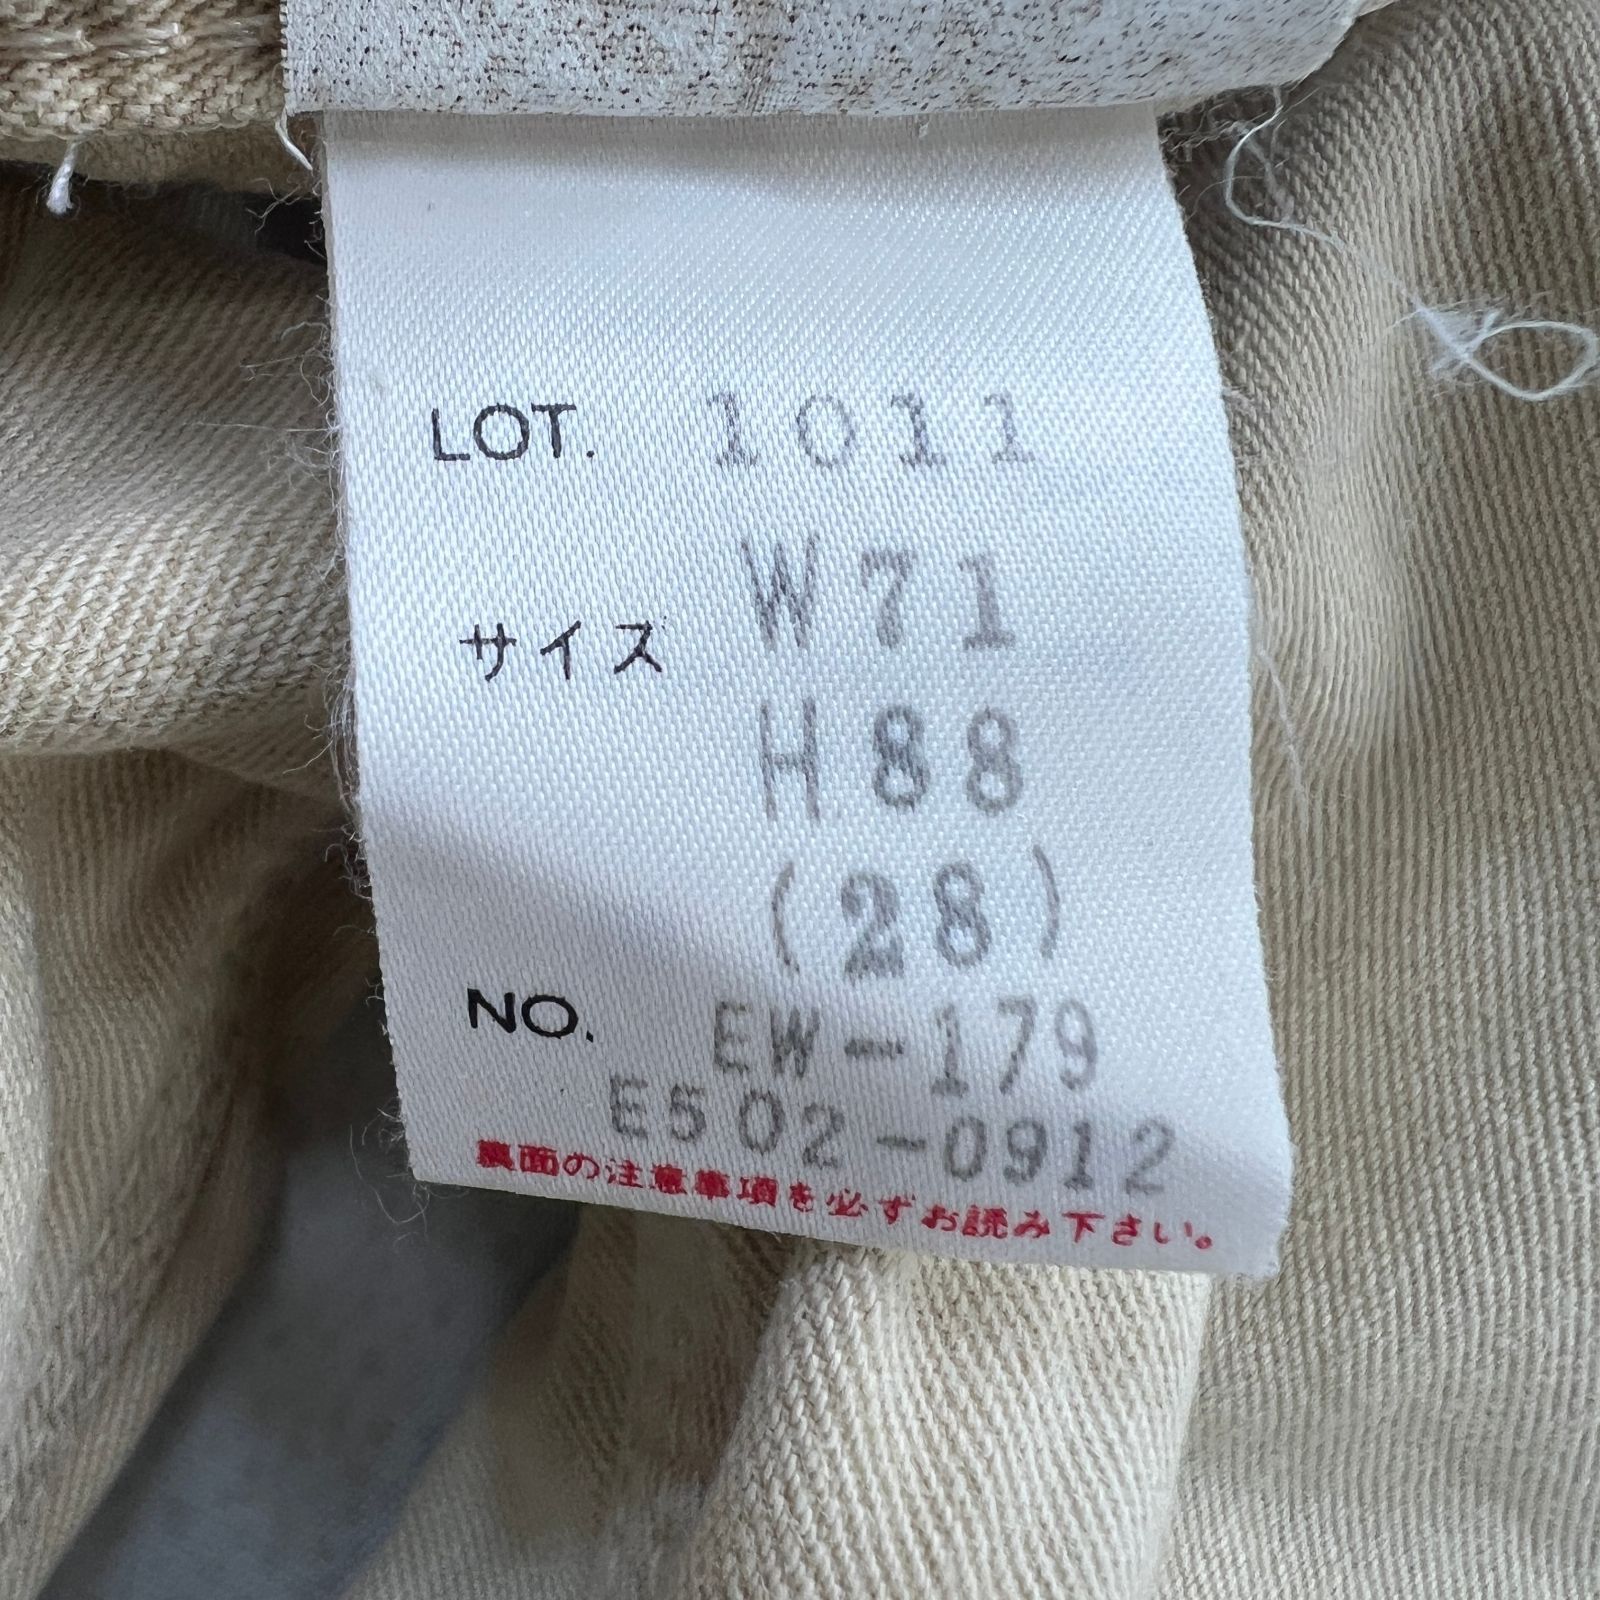 LOT. 1011
サイズ W71
H88
(28)
NO. EW-179
E502-0912
裏面の注意事項を必ずお読み下さい。